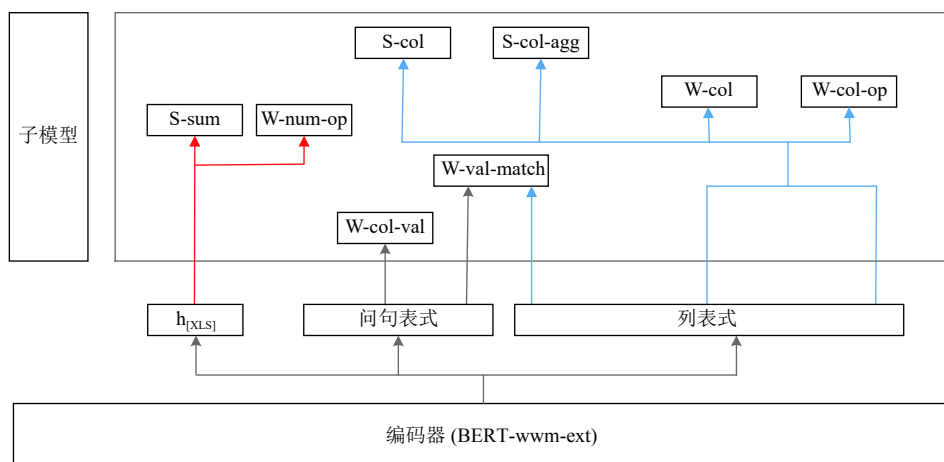 S-col
S-col-agg
W-col
W-col-op
S-sum
W-num-op
子模型
W-val-match
W-col-val
h[XLS]
问句表式
列表式
编码器 (BERT-wwm-ext)